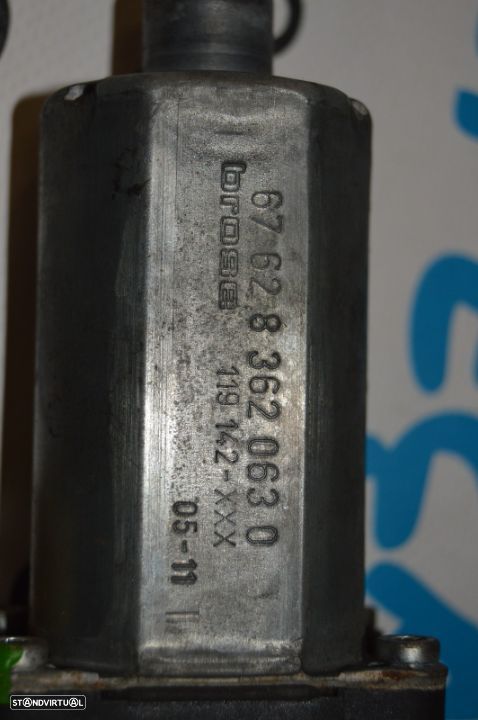 67 62 8 362 063 0
brose 119 142-XXX
05-11
STANDVIRTUAL